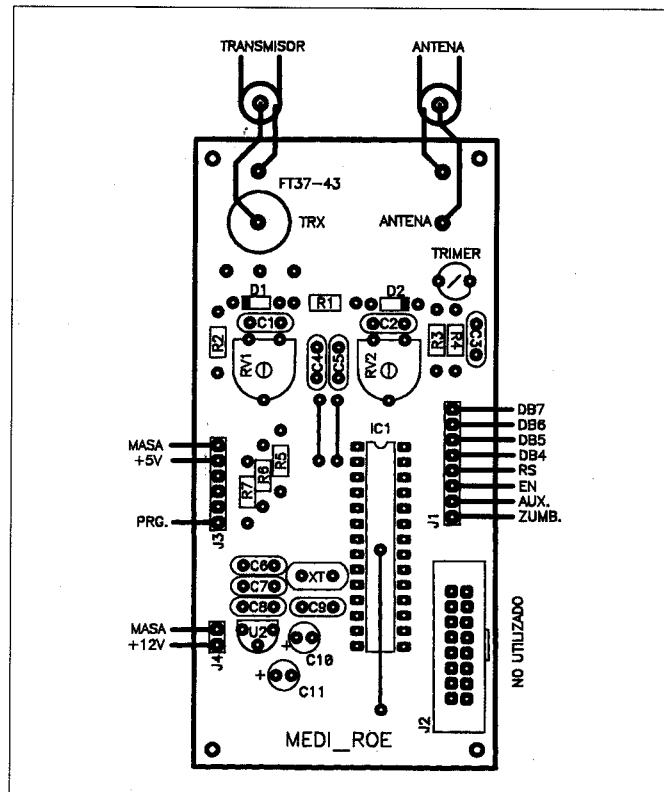 TRANSMISOR
ANTENA
FT37-43
TRX
ANTENA
TRIMER
D1
R1
D2
C1
C2
R2
RV1
C4
C5
RV2
R3
R4
C3
IC1
DB7
DB6
DB5
DB4
RS
EN
AUX.
ZUMB.
J1
MASA
+5V
PRG.
J3
R5
R6
R7
C6
C7
XT
C8
C9
MASA
+12V
J4
U2
+
C10
+
C11
J2
NO UTILIZADO
MEDI_ROE